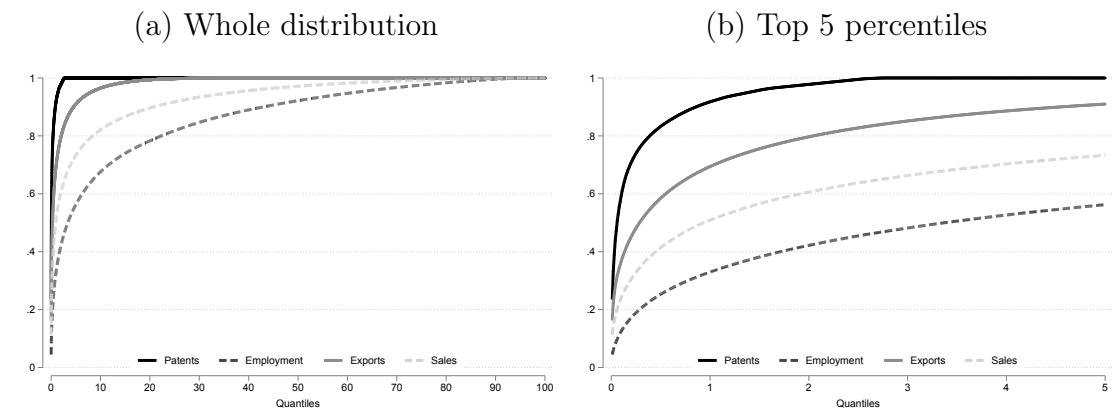 (a) Whole distribution
1
.8
.6
.4
.2
0
Patents Employment Exports Sales
0 10 20 30 40 50 60 70 80 90 100
Quantiles
(b) Top 5 percentiles
1
.8
.6
.4
.2
0
Patents Employment Exports Sales
0 1 2 3 4 5
Quantiles